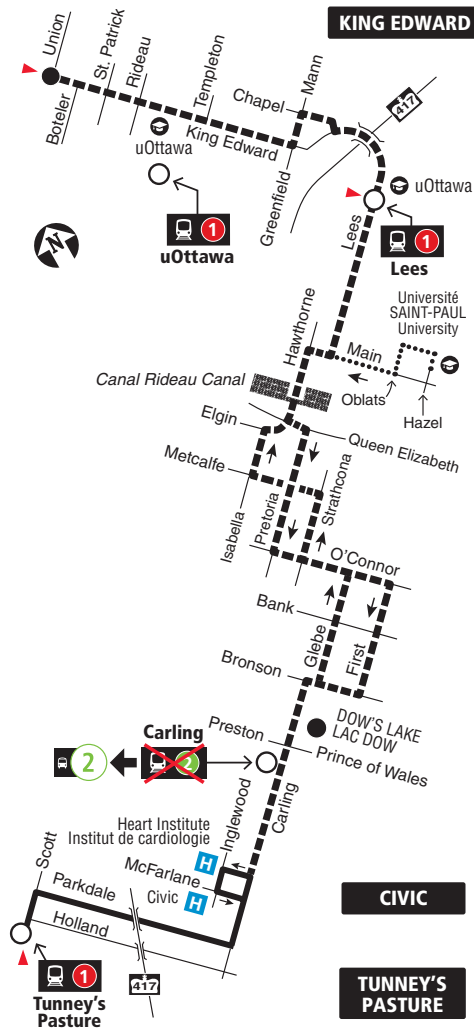 KING EDWARD
Union
Boteler
St. Patrick
Rideau
Templeton
King Edward
Chapel
Mann
417
Greenfield
uOttawa
1
uOttawa
uOttawa
Lees
1
Lees
Université
SAINT-PAUL
University
Hawthorne
Main
Oblats
Hazel
N
Canal Rideau Canal
Elgin
Queen Elizabeth
Metcalfe
Isabella
Pretoria
Strathcona
O'Connor
Bank
Glebe
First
Bronson
DOW'S LAKE
LAC DOW
Carling
2
2
Preston
Prince of Wales
Carling
Inglewood
Heart Institute
Institut de cardiologie
H
McFarlane
Civic
H
Scott
Parkdale
Holland
417
1
Tunney's
Pasture
CIVIC
TUNNEY'S
PASTURE